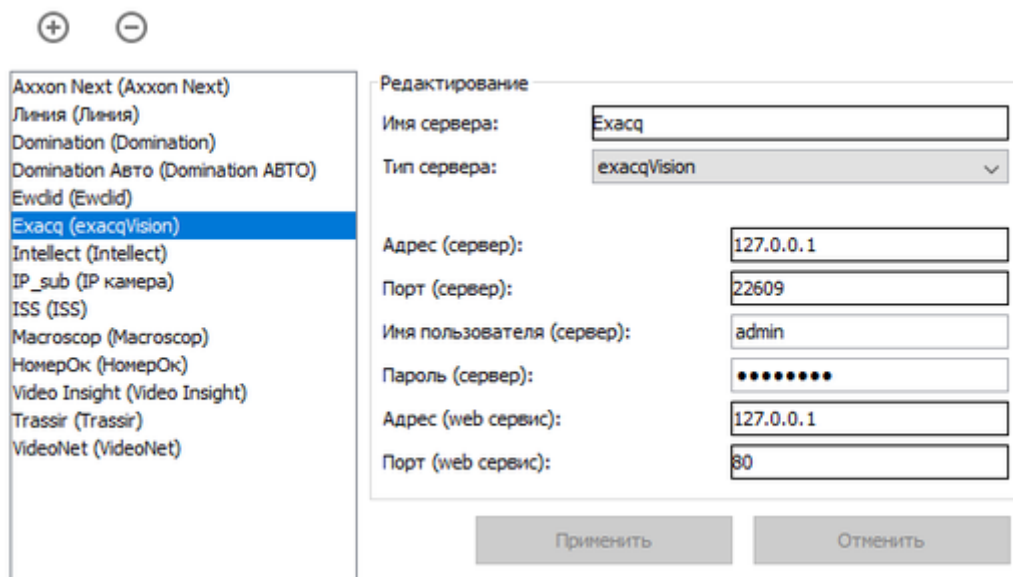 Axxon Next (Axxon Next)
Линия (Линия)
Domination (Domination)
Domination Авто (Domination АВТО)
Ewclid (Ewclid)
Exacq (exacqVision)
Intellect (Intellect)
IP_sub (IP камера)
ISS (ISS)
Macroscop (Macroscop)
НомерОк (НомерОк)
Video Insight (Video Insight)
Trassir (Trassir)
VideoNet (VideoNet)
Редактирование
Имя сервера: Exacq
Тип сервера: exacqVision
Адрес (сервер): 127.0.0.1
Порт (сервер): 22609
Имя пользователя (сервер): admin
Пароль (сервер): ●●●●●●●●
Адрес (web сервис): 127.0.0.1
Порт (web сервис): 80
Применить Отменить